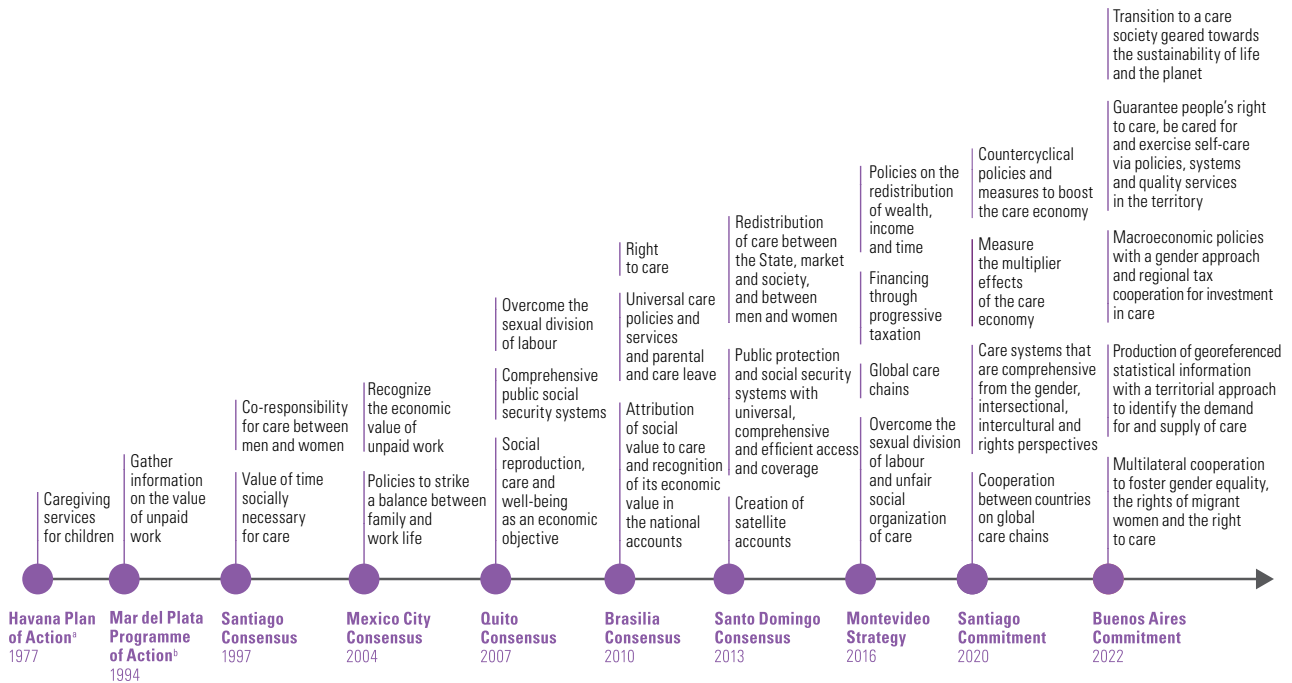 Caregiving
services
for children
Havana Plan
of Actionᵃ
1977
Gather
information
on the value
of unpaid
work
Mar del Plata
Programme
of Actionᵇ
1994
Co-responsibility
for care between
men and women
Value of time
socially
necessary
for care
Santiago
Consensus
1997
Recognize
the economic
value of
unpaid work
Policies to strike
a balance between
family and
work life
Mexico City
Consensus
2004
Overcome the
sexual division
of labour
Comprehensive
public social
security systems
Social
reproduction,
care and
well-being
as an economic
objective
Quito
Consensus
2007
Right
to care
Universal care
policies and
services
and parental
and care leave
Attribution
of social
value to care
and recognition
of its economic
value in
the national
accounts
Brasilia
Consensus
2010
Redistribution
of care between
the State, market
and society,
and between
men and women
Public protection
and social security
systems with
universal,
comprehensive
and efficient access
and coverage
Creation of
satellite
accounts
Santo Domingo
Consensus
2013
Policies on the
redistribution
of wealth,
income
and time
Financing
through
progressive
taxation
Global care
chains
Overcome the
sexual division
of labour
and unfair
social
organization
of care
Montevideo
Strategy
2016
Countercyclical
policies and
measures to boost
the care economy
Measure
the multiplier
effects
of the care
economy
Care systems that
are comprehensive
from the gender,
intersectional,
intercultural and
rights perspectives
Cooperation
between countries
on global
care chains
Santiago
Commitment
2020
Transition to a care
society geared towards
the sustainability of life
and the planet
Guarantee people's right
to care, be cared for
and exercise self-care
via policies, systems
and quality services
in the territory
Macroeconomic policies
with a gender approach
and regional tax
cooperation for investment
in care
Production of georeferenced
statistical information
with a territorial approach
to identify the demand
for and supply of care
Multilateral cooperation
to foster gender equality,
the rights of migrant
women and the right
to care
Buenos Aires
Commitment
2022